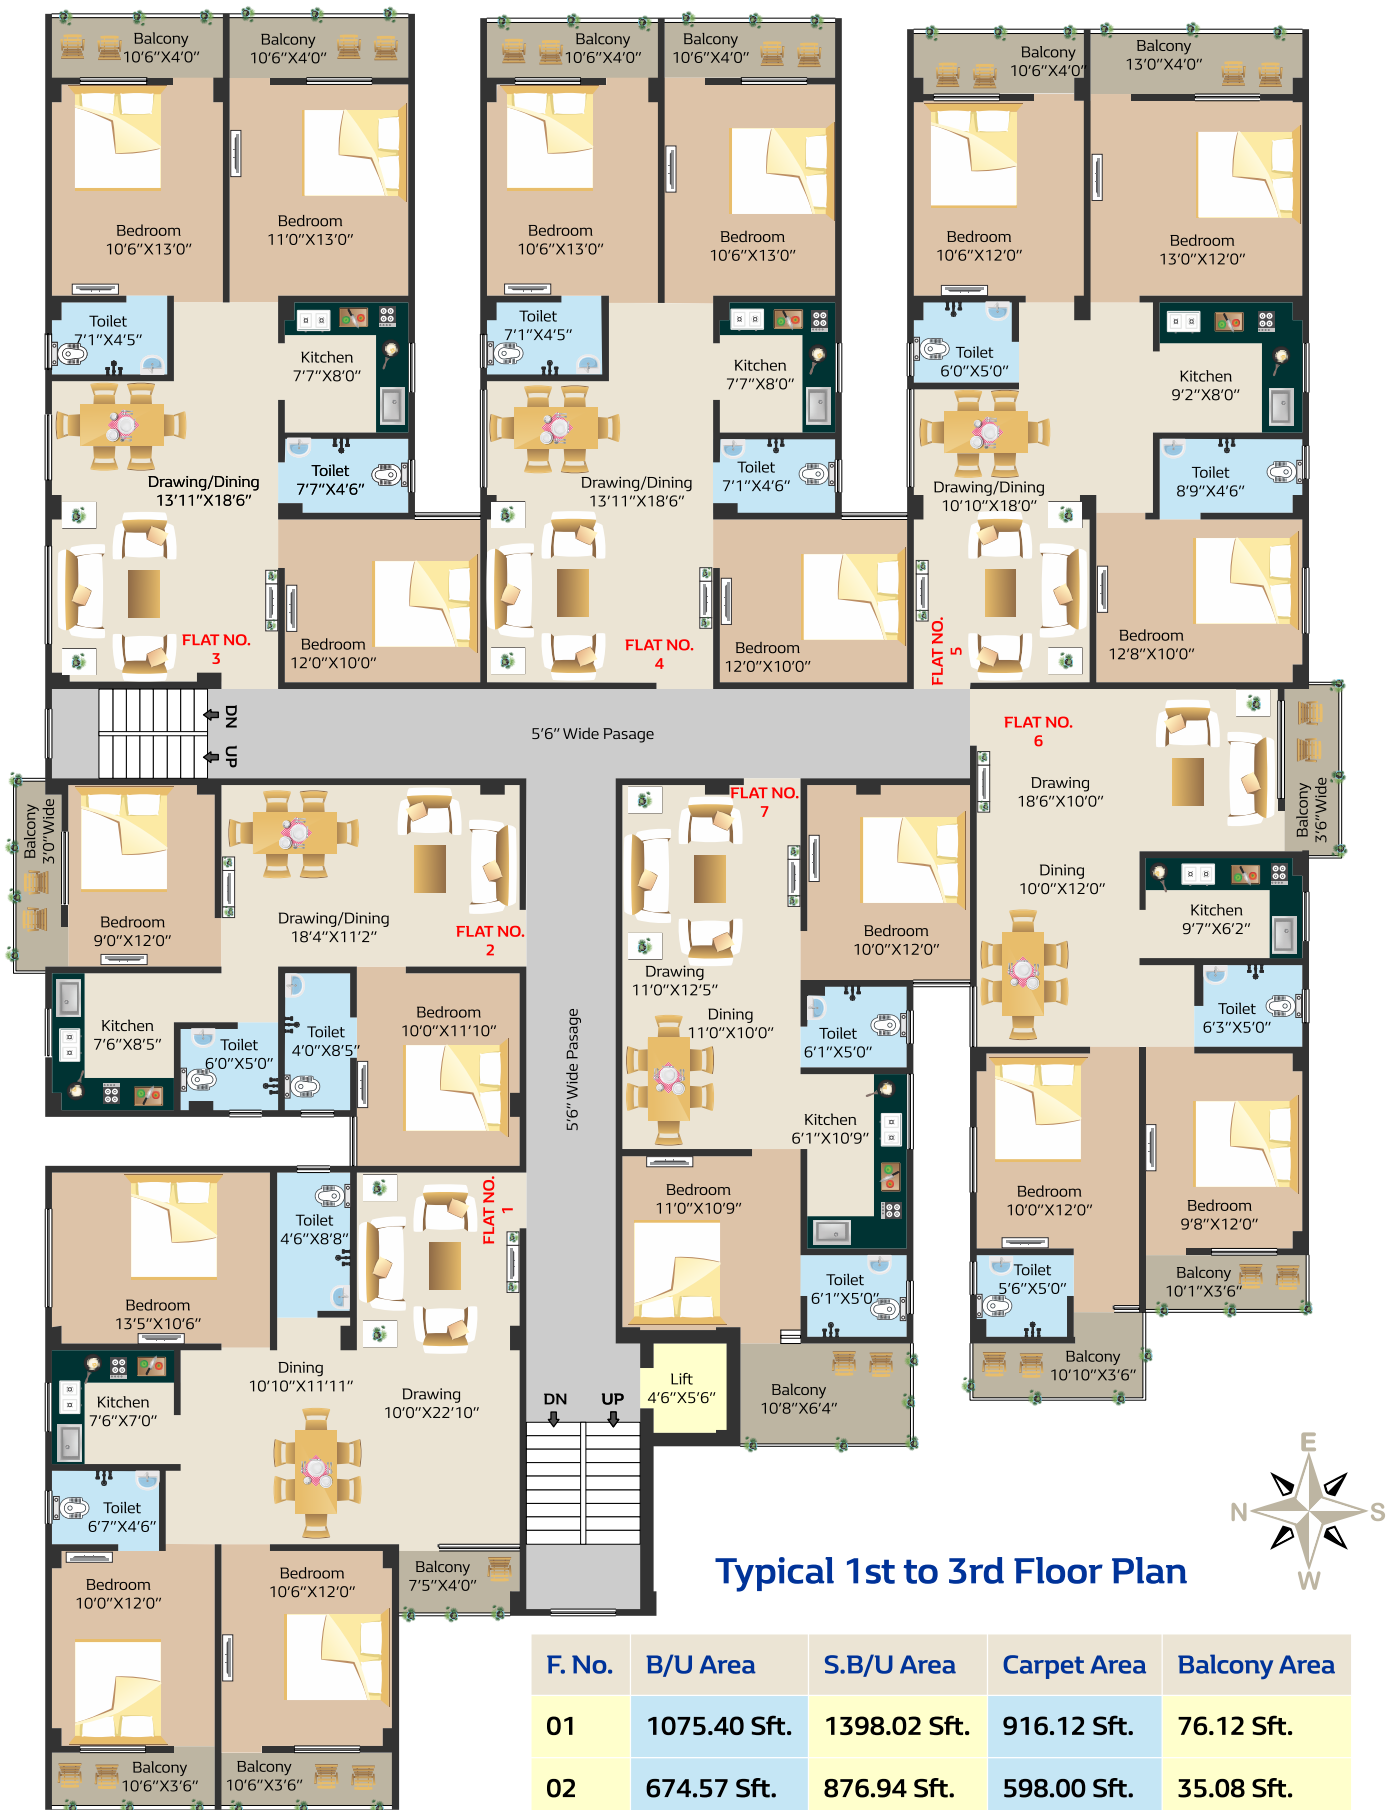 Balcony
10'6"X4'0"
Balcony
10'6"X4'0"
Bedroom
10'6"X13'0"
Bedroom
11'0"X13'0"
Toilet
7'1"X4'5"
Kitchen
7'7"X8'0"
Toilet
7'7"X4'6"
Drawing/Dining
13'11"X18'6"
Bedroom
12'0"X10'0"
FLAT NO.
3
Balcony
10'6"X4'0"
Balcony
10'6"X4'0"
Bedroom
10'6"X13'0"
Bedroom
10'6"X13'0"
Toilet
7'1"X4'5"
Kitchen
7'7"X8'0"
Toilet
7'1"X4'6"
Drawing/Dining
13'11"X18'6"
Bedroom
12'0"X10'0"
FLAT NO.
4
Balcony
10'6"X4'0"
Balcony
13'0"X4'0"
Bedroom
10'6"X12'0"
Bedroom
13'0"X12'0"
Toilet
6'0"X5'0"
Kitchen
9'2"X8'0"
Toilet
8'9"X4'6"
Drawing/Dining
10'10"X18'0"
Bedroom
12'8"X10'0"
FLAT NO.
5
DN
UP
5'6" Wide Pasage
FLAT NO.
6
Drawing
18'6"X10'0"
Balcony
3'6"Wide
Dining
10'0"X12'0"
Kitchen
9'7"X6'2"
Toilet
6'3"X5'0"
Bedroom
10'0"X12'0"
Bedroom
9'8"X12'0"
Toilet
5'6"X5'0"
Balcony
10'1"X3'6"
Balcony
10'10"X3'6"
Balcony
3'0"Wide
Bedroom
9'0"X12'0"
Drawing/Dining
18'4"X11'2"
FLAT NO.
2
Kitchen
7'6"X8'5"
Toilet
6'0"X5'0"
Toilet
4'0"X8'5"
Bedroom
10'0"X11'10"
5'6" Wide Pasage
FLAT NO.
7
Bedroom
10'0"X12'0"
Drawing
11'0"X12'5"
Dining
11'0"X10'0"
Toilet
6'1"X5'0"
Kitchen
6'1"X10'9"
Bedroom
11'0"X10'9"
Toilet
6'1"X5'0"
Lift
4'6"X5'6"
Balcony
10'8"X6'4"
DN
UP
FLAT NO.
1
Bedroom
13'5"X10'6"
Toilet
4'6"X8'8"
Dining
10'10"X11'11"
Drawing
10'0"X22'10"
Kitchen
7'6"X7'0"
Toilet
6'7"X4'6"
Bedroom
10'0"X12'0"
Bedroom
10'6"X12'0"
Balcony
7'5"X4'0"
Balcony
10'6"X3'6"
Balcony
10'6"X3'6"
E
N
S
W
Typical 1st to 3rd Floor Plan
F. No. B/U Area S.B/U Area Carpet Area Balcony Area
01 1075.40 Sft. 1398.02 Sft. 916.12 Sft. 76.12 Sft.
02 674.57 Sft. 876.94 Sft. 598.00 Sft. 35.08 Sft.